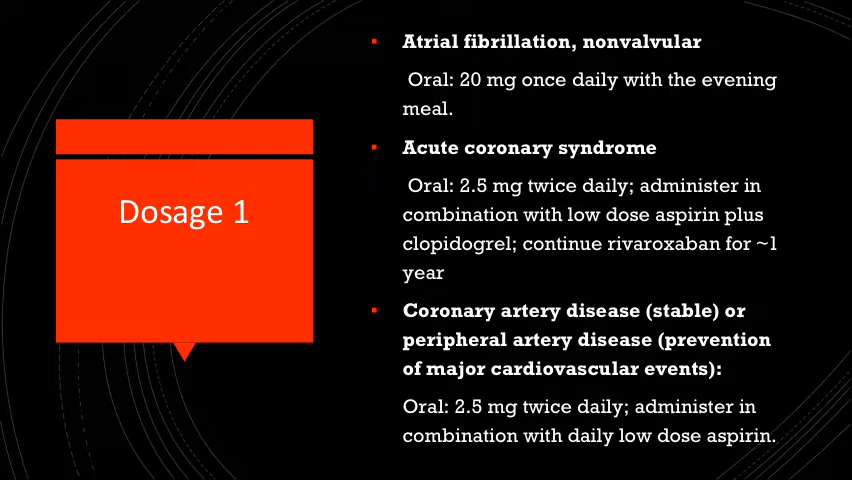 Dosage 1
Atrial fibrillation, nonvalvular
Oral: 20 mg once daily with the evening
meal.
Acute coronary syndrome
Oral: 2.5 mg twice daily; administer in
combination with low dose aspirin plus
clopidogrel; continue rivaroxaban for ~1
year
Coronary artery disease (stable) or
peripheral artery disease (prevention
of major cardiovascular events):
Oral: 2.5 mg twice daily; administer in
combination with daily low dose aspirin.